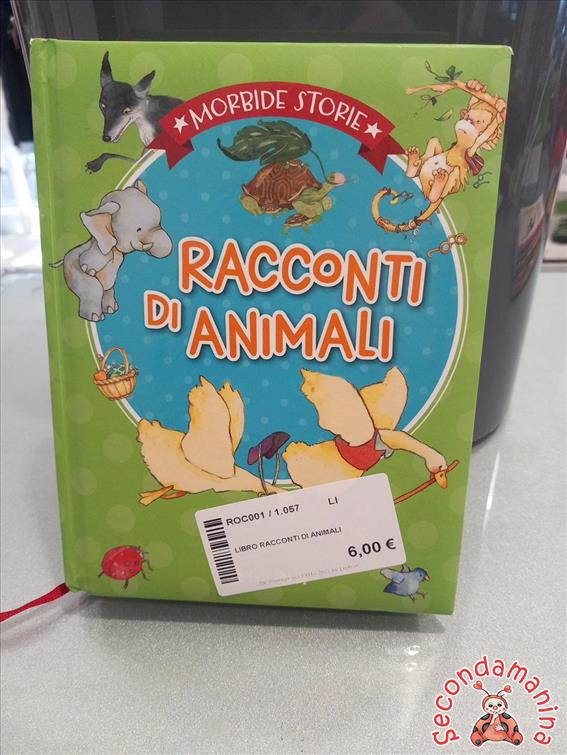 MORBIDE STORIE
RACCONTI
DI ANIMALI
ROC001 / 1.057 LI
LIBRO RACCONTI DI ANIMALI
6,00 €
Secondamanina